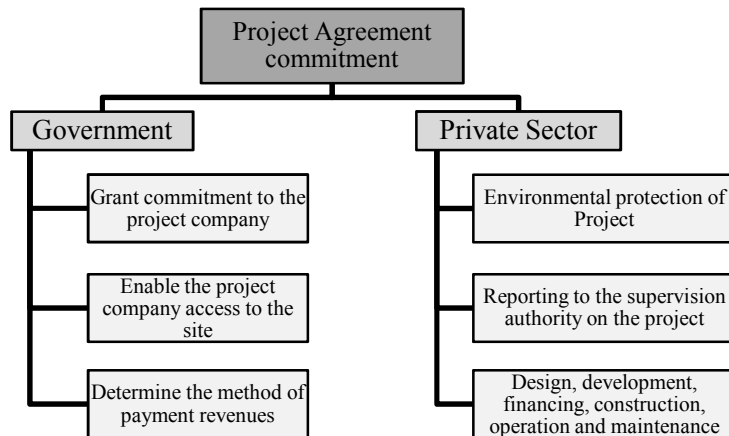 Project Agreement
commitment
Government
Private Sector
Grant commitment to the
project company
Environmental protection of
Project
Enable the project
company access to the
site
Reporting to the supervision
authority on the project
Determine the method of
payment revenues
Design, development,
financing, construction,
operation and maintenance